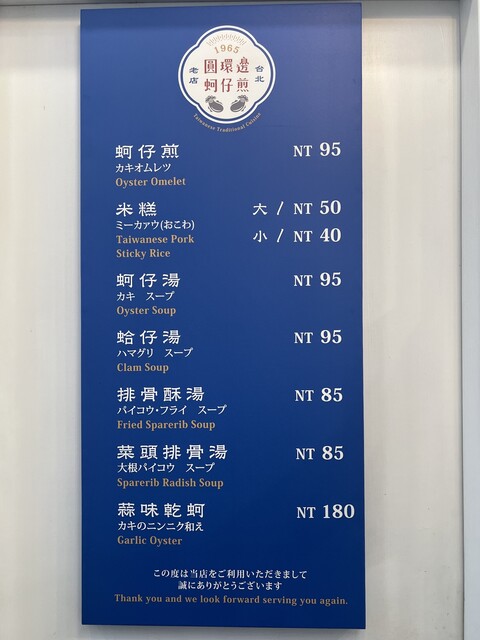 1965
老店
圓環邊
蚵仔煎
台北
Taiwanese Traditional Cuisine
蚵仔煎 NT 95
カキオムレツ
Oyster Omelet
米糕 大 / NT 50
ミーカァウ(おこわ)
Taiwanese Pork 小 / NT 40
Sticky Rice
蚵仔湯 NT 95
カキ スープ
Oyster Soup
蛤仔湯 NT 95
ハマグリ スープ
Clam Soup
排骨酥湯 NT 85
パイコウ・フライ スープ
Fried Sparerib Soup
菜頭排骨湯 NT 85
大根パイコウ スープ
Sparerib Radish Soup
蒜味乾蚵 NT 180
カキのニンニク和え
Garlic Oyster
この度は当店をご利用いただきまして
誠にありがとうございます
Thank you and we look forward serving you again.